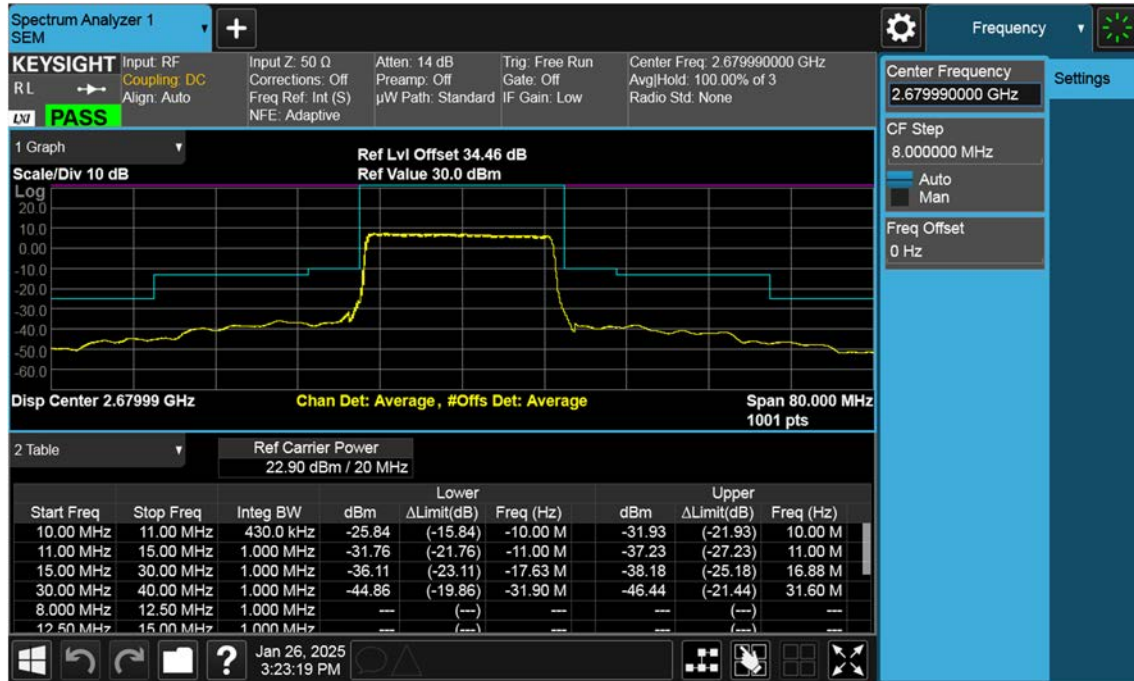 Spectrum Analyzer 1
SEM
Frequency
KEYSIGHT
R L
LXI PASS
Input: RF
Coupling: DC
Align: Auto
Input Z: 50 Ω
Corrections: Off
Freq Ref: Int (S)
NFE: Adaptive
Atten: 14 dB
Preamp: Off
µW Path: Standard
Trig: Free Run
Gate: Off
IF Gain: Low
Center Freq: 2.679990000 GHz
Avg|Hold: 100.00% of 3
Radio Std: None
Center Frequency
2.679990000 GHz
Settings
CF Step
8.000000 MHz
Auto
Man
Freq Offset
0 Hz
1 Graph
Scale/Div 10 dB
Ref Lvl Offset 34.46 dB
Ref Value 30.0 dBm
Log
20.0
10.0
0.00
-10.0
-20.0
-30.0
-40.0
-50.0
-60.0
Disp Center 2.67999 GHz
Chan Det: Average, #Offs Det: Average
Span 80.000 MHz
1001 pts
2 Table
Ref Carrier Power
22.90 dBm / 20 MHz
Lower Upper
Start Freq Stop Freq Integ BW dBm ΔLimit(dB) Freq (Hz) dBm ΔLimit(dB) Freq (Hz)
10.00 MHz 11.00 MHz 430.0 kHz -25.84 (-15.84) -10.00 M -31.93 (-21.93) 10.00 M
11.00 MHz 15.00 MHz 1.000 MHz -31.76 (-21.76) -11.00 M -37.23 (-27.23) 11.00 M
15.00 MHz 30.00 MHz 1.000 MHz -36.11 (-23.11) -17.63 M -38.18 (-25.18) 16.88 M
30.00 MHz 40.00 MHz 1.000 MHz -44.86 (-19.86) -31.90 M -46.44 (-21.44) 31.60 M
8.000 MHz 12.50 MHz 1.000 MHz --- (---) --- --- (---) ---
12.50 MHz 15.00 MHz 1.000 MHz --- (---) --- --- (---) ---
?
Jan 26, 2025
3:23:19 PM